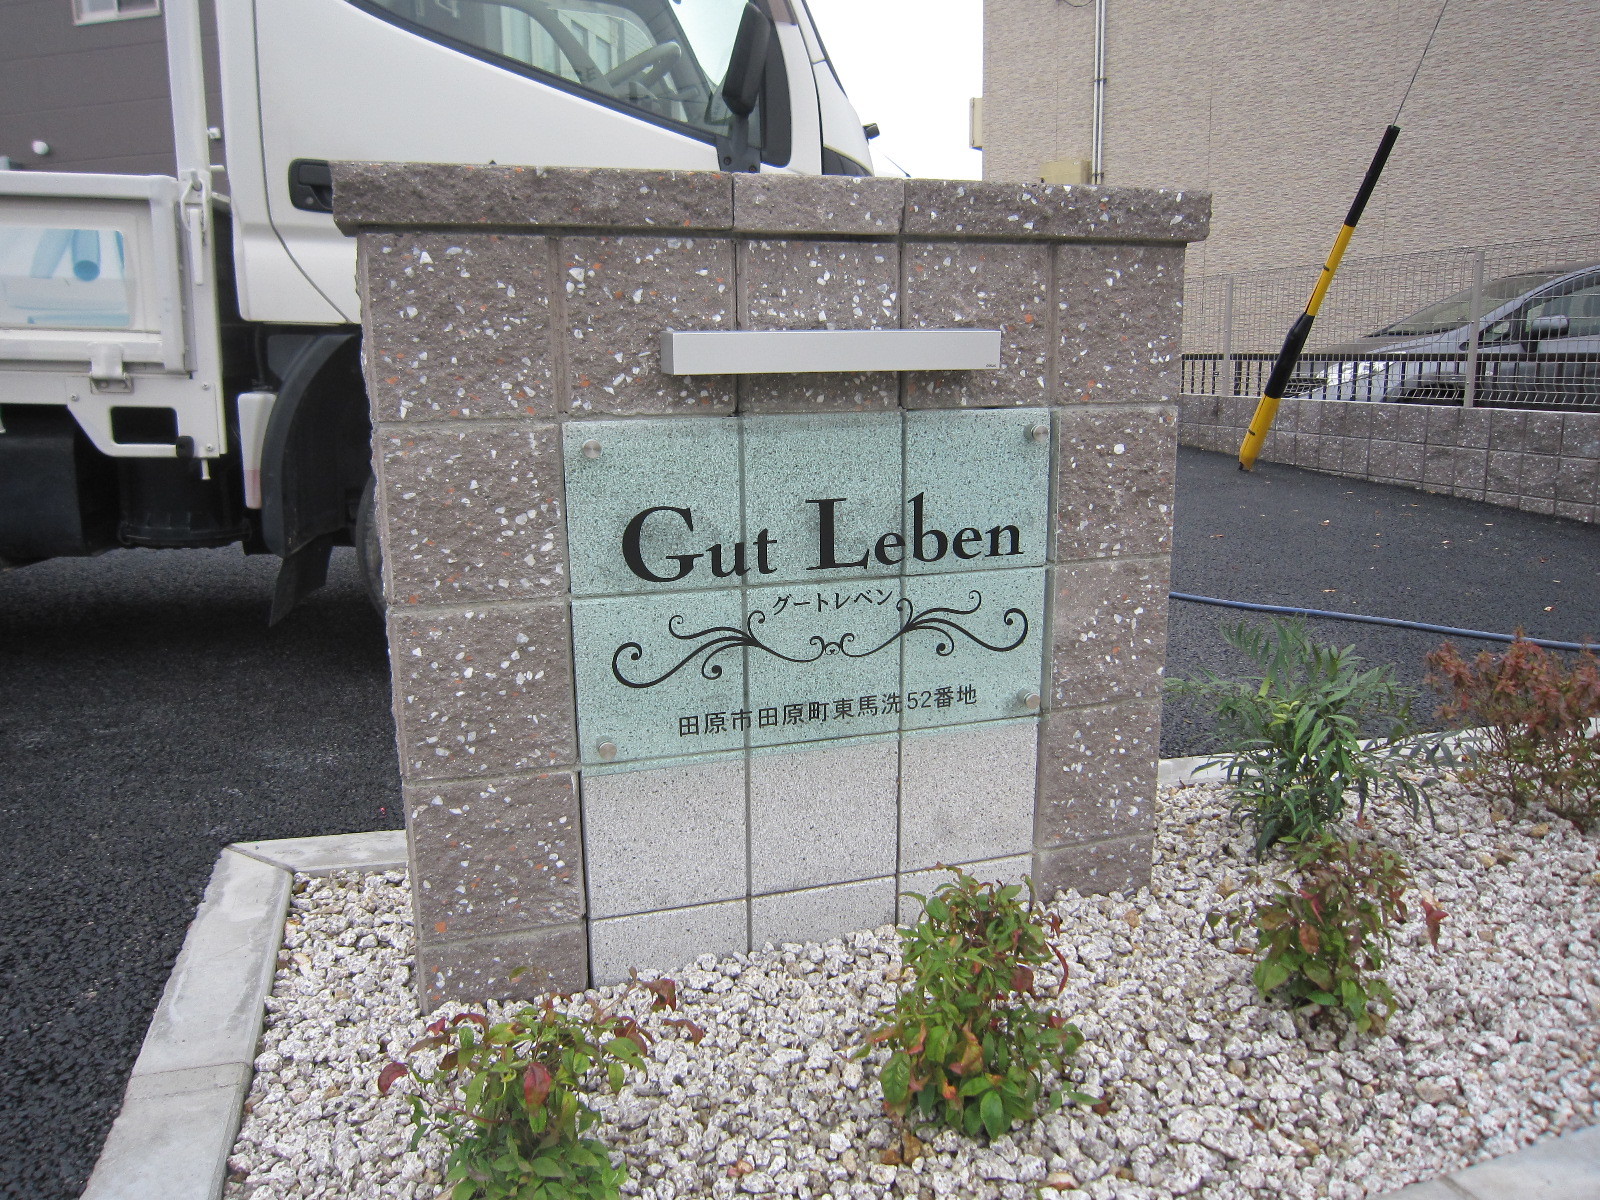 Gut Leben
グートレベン
田原市田原町東馬洗52番地